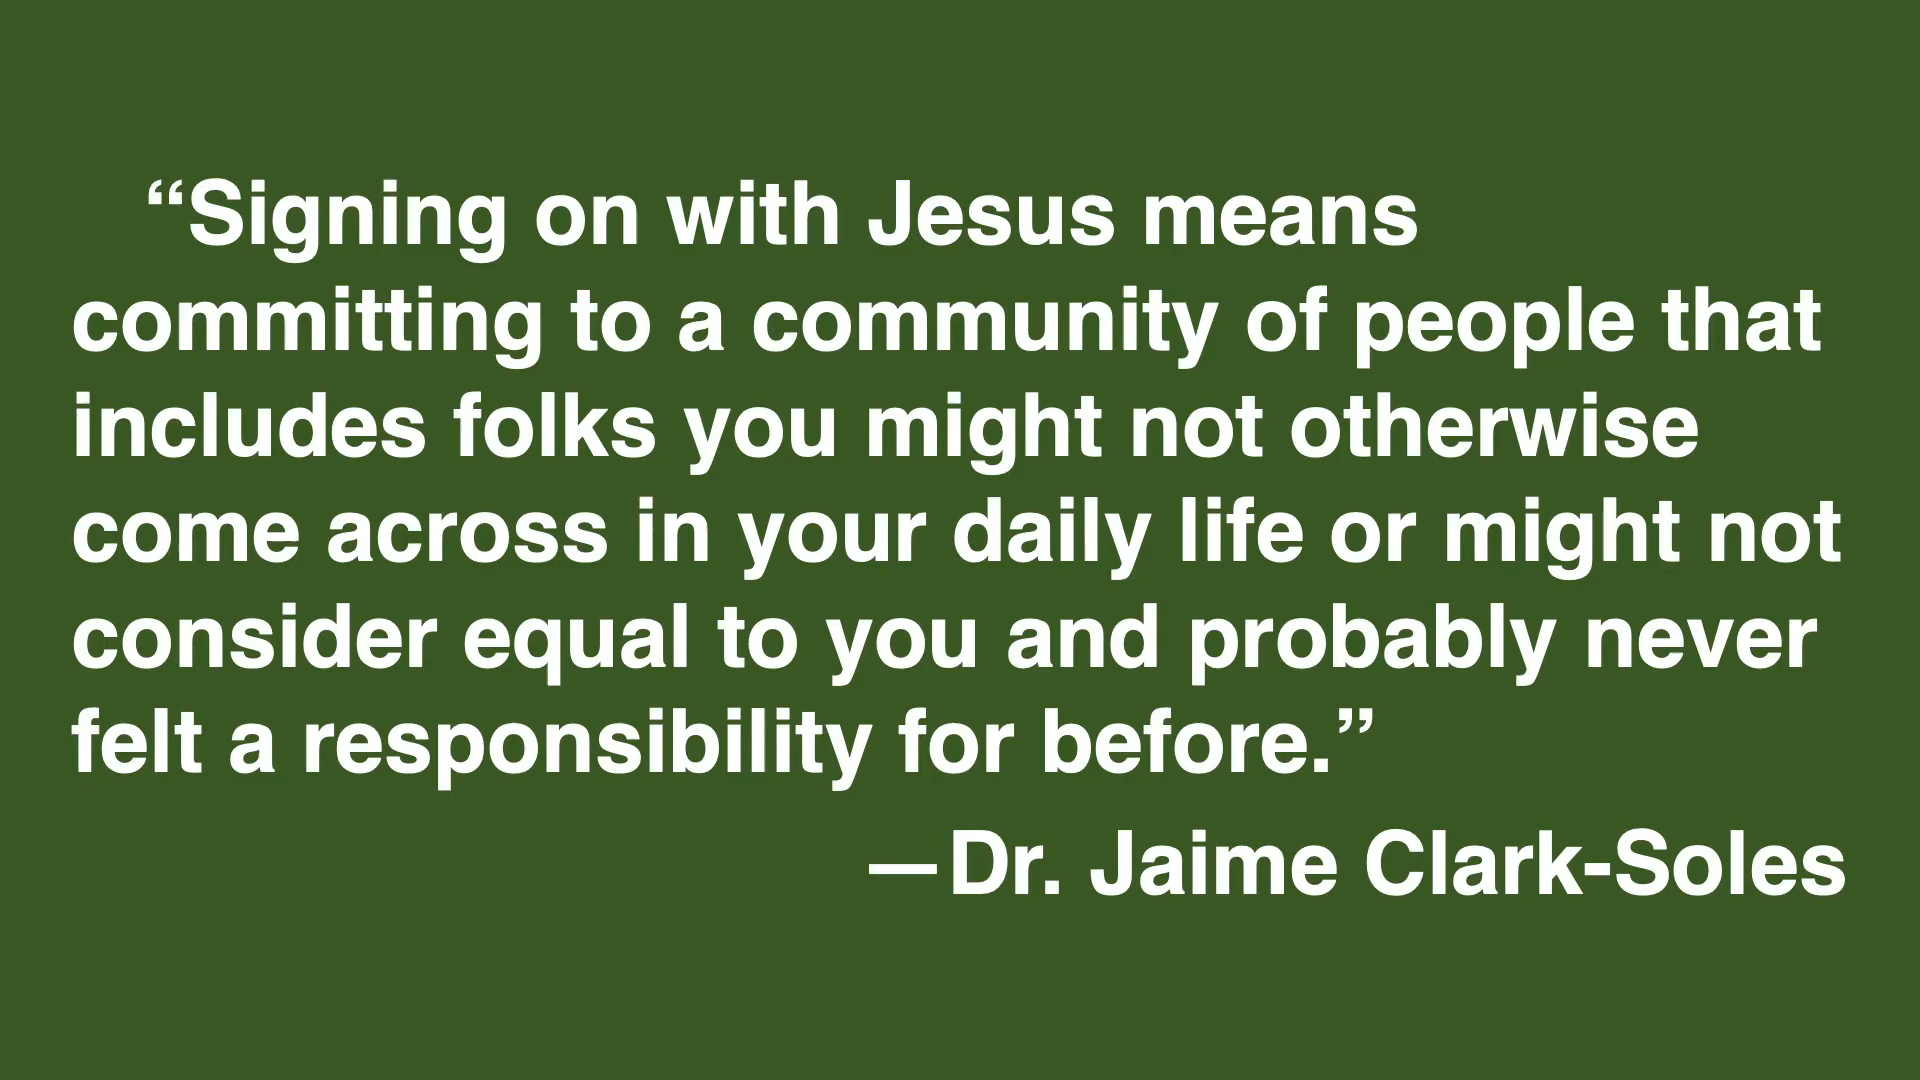 “Signing on with Jesus means
committing to a community of people that
includes folks you might not otherwise
come across in your daily life or might not
consider equal to you and probably never
felt a responsibility for before.”
—Dr. Jaime Clark-Soles